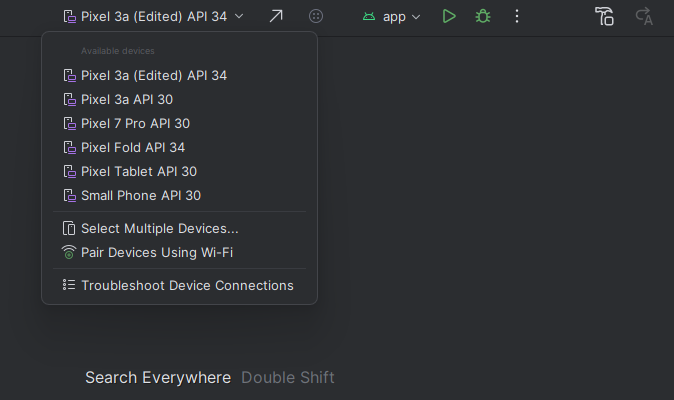 Pixel 3a (Edited) API 34
app
Available devices
Pixel 3a (Edited) API 34
Pixel 3a API 30
Pixel 7 Pro API 30
Pixel Fold API 34
Pixel Tablet API 30
Small Phone API 30
Select Multiple Devices...
Pair Devices Using Wi-Fi
Troubleshoot Device Connections
Search Everywhere Double Shift